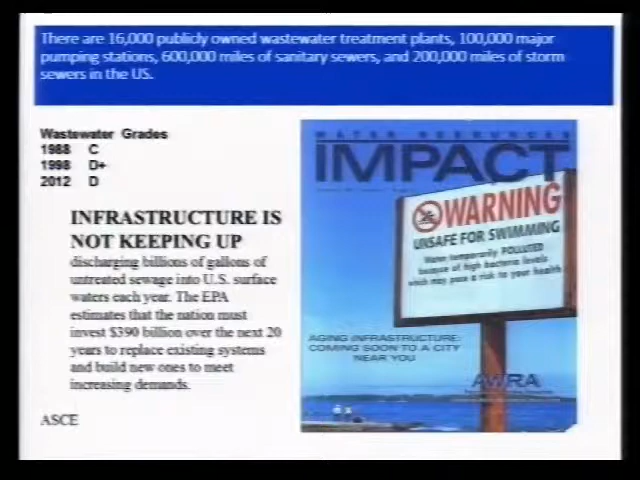 There are 16,000 publicly owned wastewater treatment plants, 100,000 major
pumping stations, 600,000 miles of sanitary sewers, and 200,000 miles of storm
sewers in the US.
Wastewater Grades
1988 C
1998 D+
2012 D
INFRASTRUCTURE IS
NOT KEEPING UP
discharging billions of gallons of
untreated sewage into U.S. surface
waters each year. The EPA
estimates that the nation must
invest $390 billion over the next 20
years to replace existing systems
and build new ones to meet
increasing demands.
ASCE
WATER RESOURCES
IMPACT
WARNING
UNSAFE FOR SWIMMING
Water temporarily POLLUTED
because of high bacteria levels
which may pose a risk to your health
AGING INFRASTRUCTURE:
COMING SOON TO A CITY
NEAR YOU
AWRA